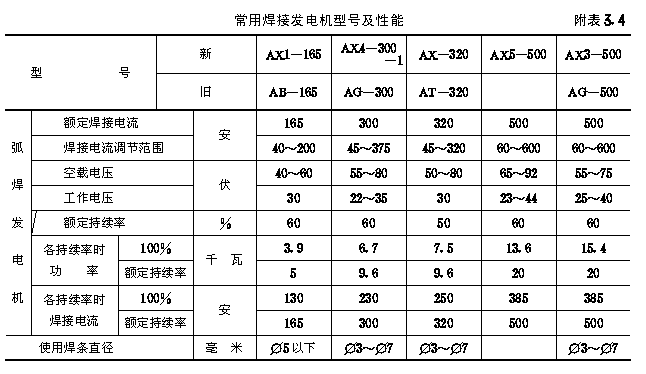 常用焊接发电机型号及性能 附表3.4
型 号 新 AX1—165 AX4—300—1 AX—320 AX5—500 AX3—500
旧 AB—165 AG—300 AT—320 AG—500
弧焊发电机
额定焊接电流 安 165 300 320 500 500
焊接电流调节范围 40～200 45～375 45～320 60～600 60～600
空载电压 伏 40～60 55～80 50～80 65～92 55～75
工作电压 30 22～35 30 23～44 25～40
额定持续率 % 60 60 50 60 60
各持续率时功率 100% 千瓦 3.9 6.7 7.5 13.6 15.4
额定持续率 5 9.6 9.6 20 20
各持续率时焊接电流 100% 安 130 230 250 385 385
额定持续率 165 300 320 500 500
使用焊条直径 毫米 ∅5以下 ∅3～∅7 ∅3～∅7 ∅3～∅7